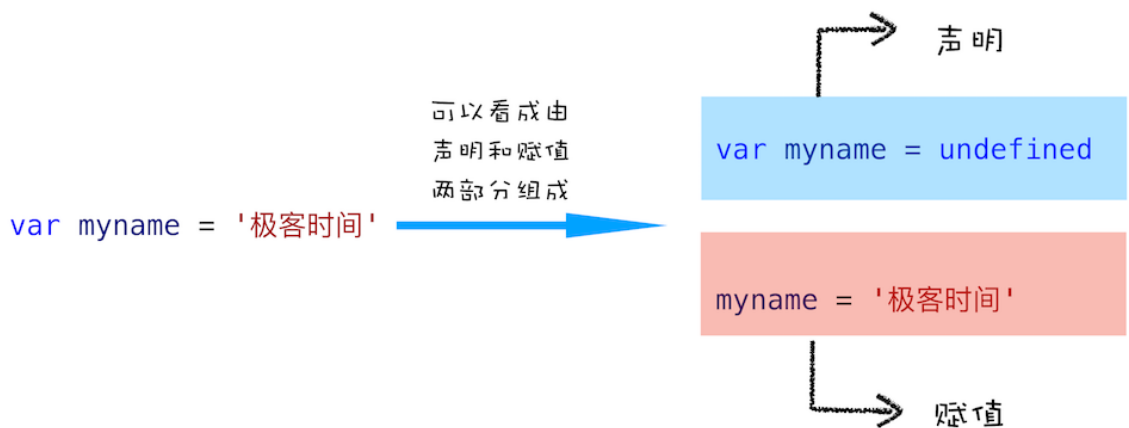 声明
可以看成由
声明和赋值
两部分组成
var myname = undefined
var myname = '极客时间'
myname = '极客时间'
赋值